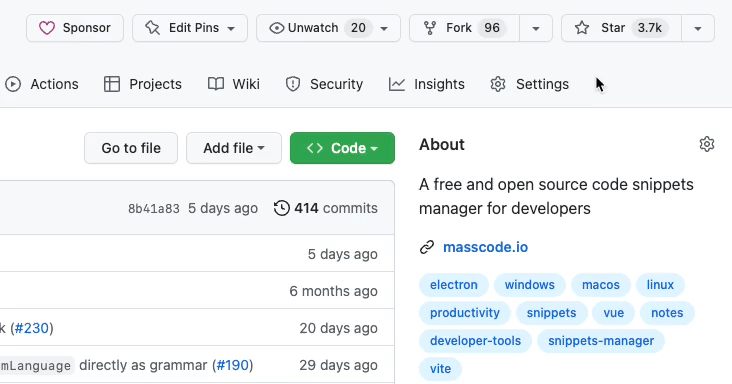 Sponsor Edit Pins Unwatch 20 Fork 96 Star 3.7k
Actions Projects Wiki Security Insights Settings
Go to file Add file <> Code
8b41a83 5 days ago 414 commits
5 days ago
6 months ago
k (#230) 20 days ago
mLanguage directly as grammar (#190) 29 days ago
About
A free and open source code snippets
manager for developers
masscode.io
electron windows macos linux
productivity snippets vue notes
developer-tools snippets-manager
vite